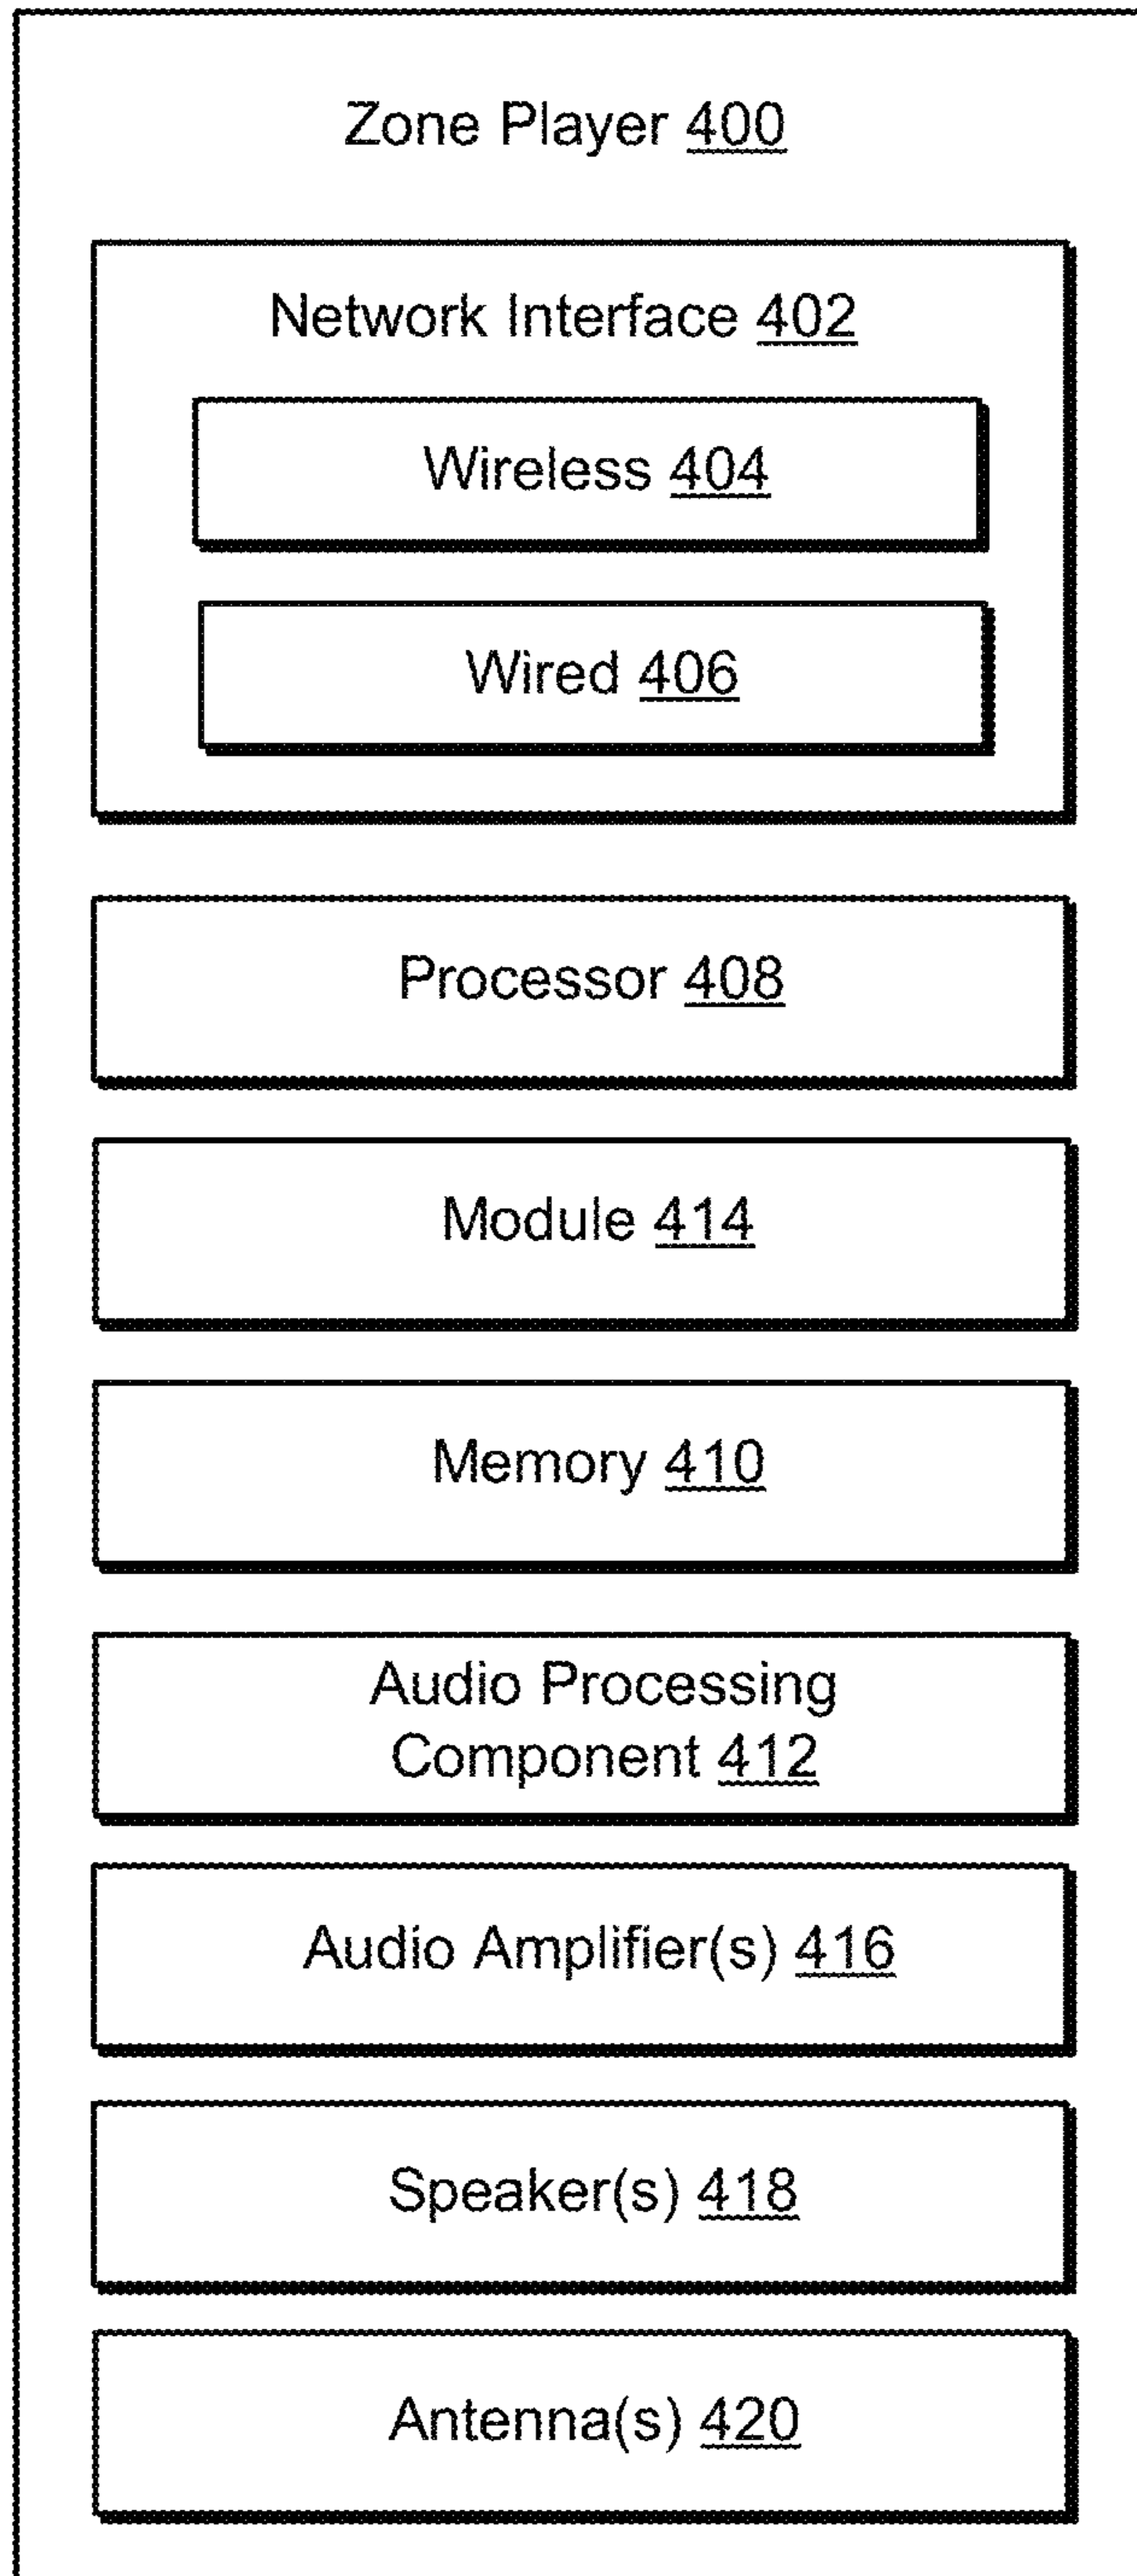 Zone Player 400
Network Interface 402
Wireless 404
Wired 406
Processor 408
Module 414
Memory 410
Audio Processing
Component 412
Audio Amplifier(s) 416
Speaker(s) 418
Antenna(s) 420